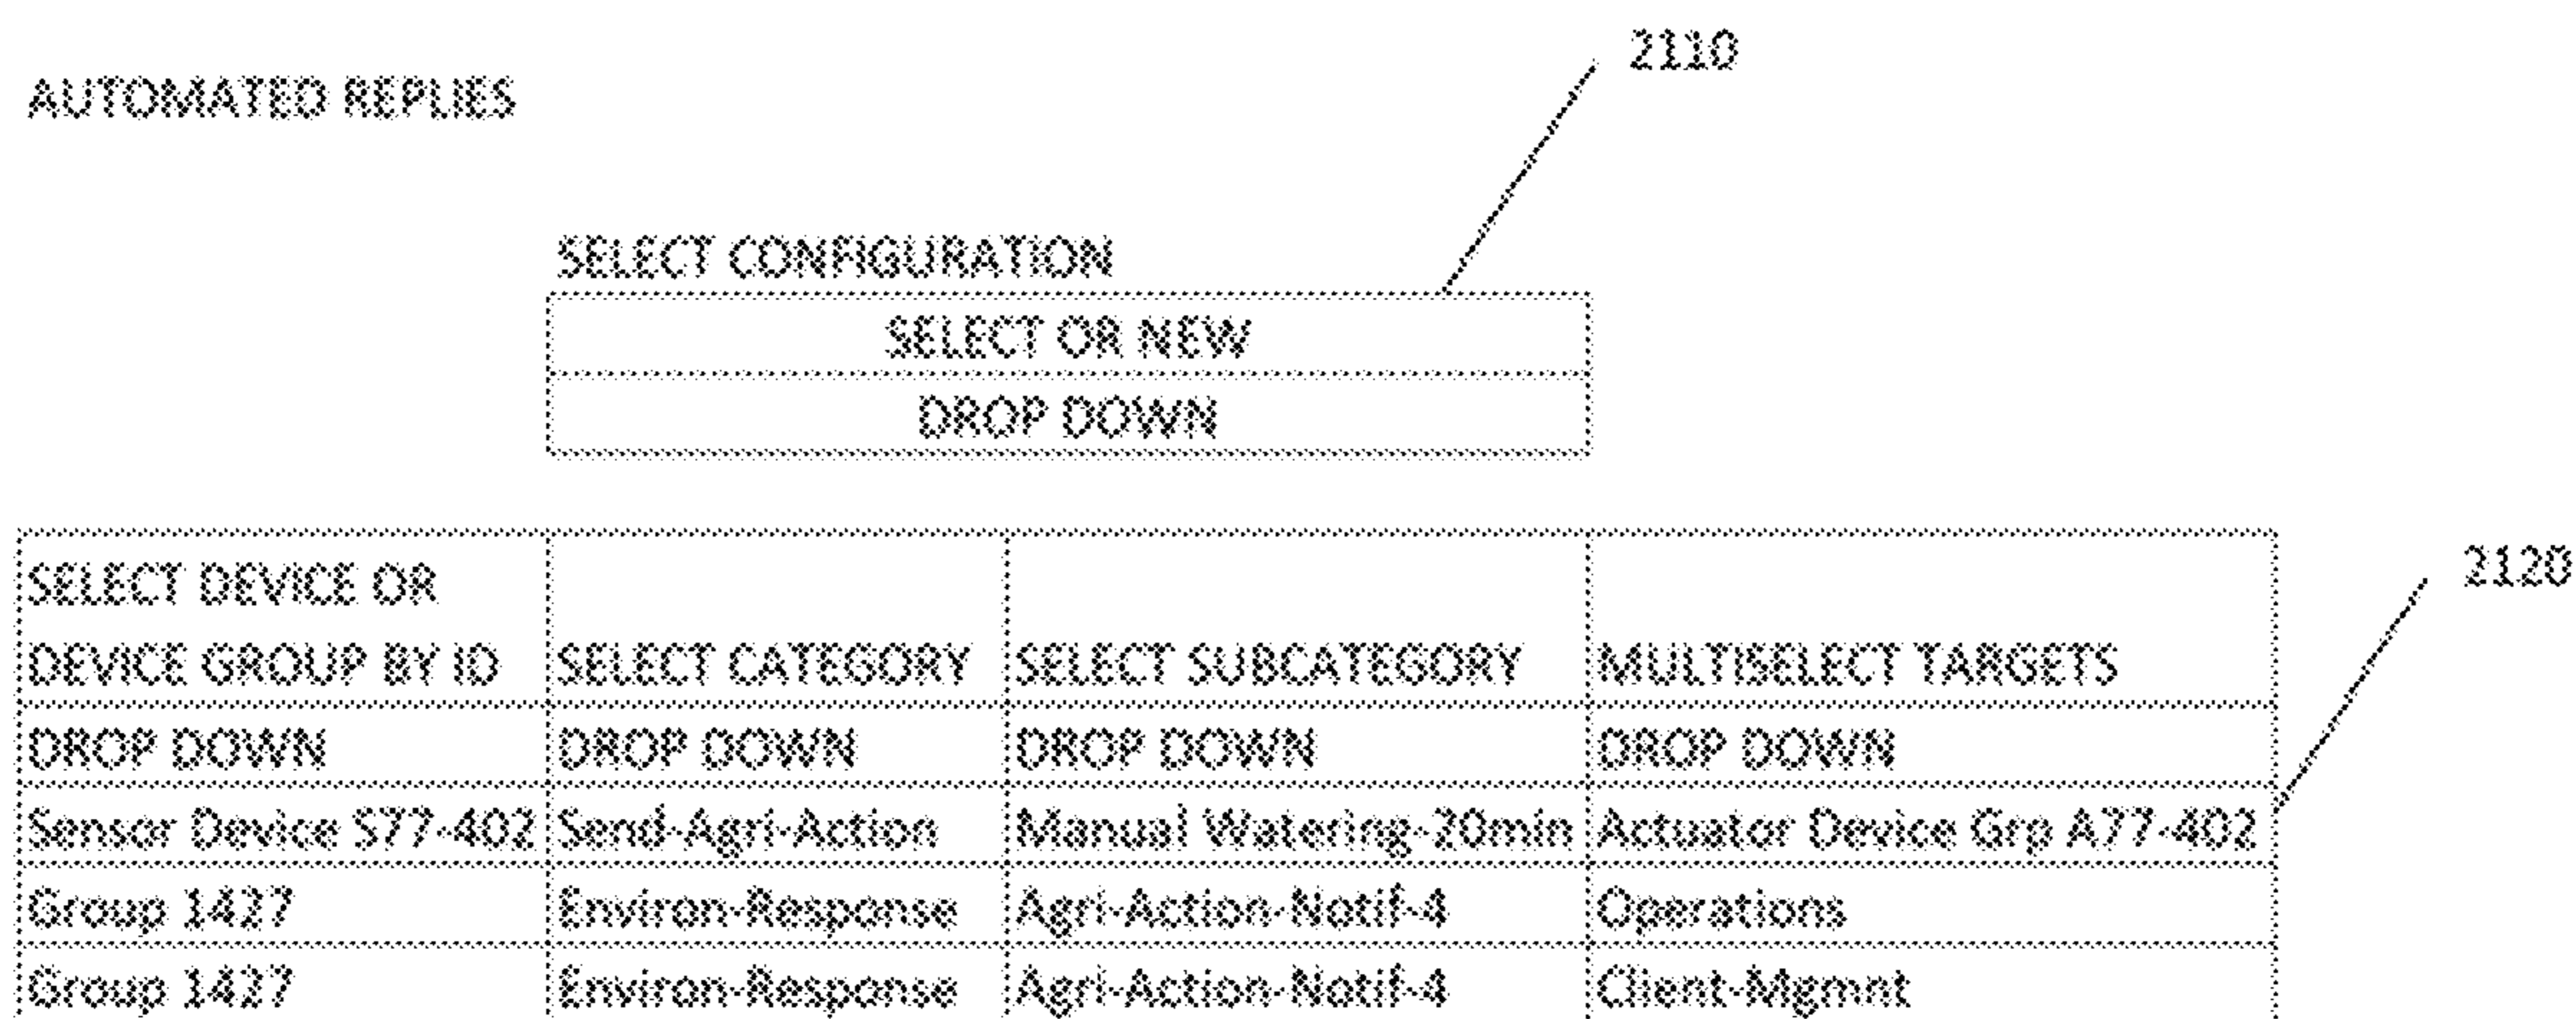 2110
AUTOMATED REPLIES
SELECT CONFIGURATION
SELECT OR NEW
DROP DOWN
2120
SELECT DEVICE OR
DEVICE GROUP BY ID SELECT CATEGORY SELECT SUBCATEGORY MULTISELECT TARGETS
DROP DOWN DROP DOWN DROP DOWN DROP DOWN
Sensor Device S77-402 Send-Agri-Action Manual Watering-20min Actuator Device Grp A77-402
Group 1427 Environ-Response Agri-Action-Notif-4 Operations
Group 1427 Environ-Response Agri-Action-Notif-4 Client-Mgmnt